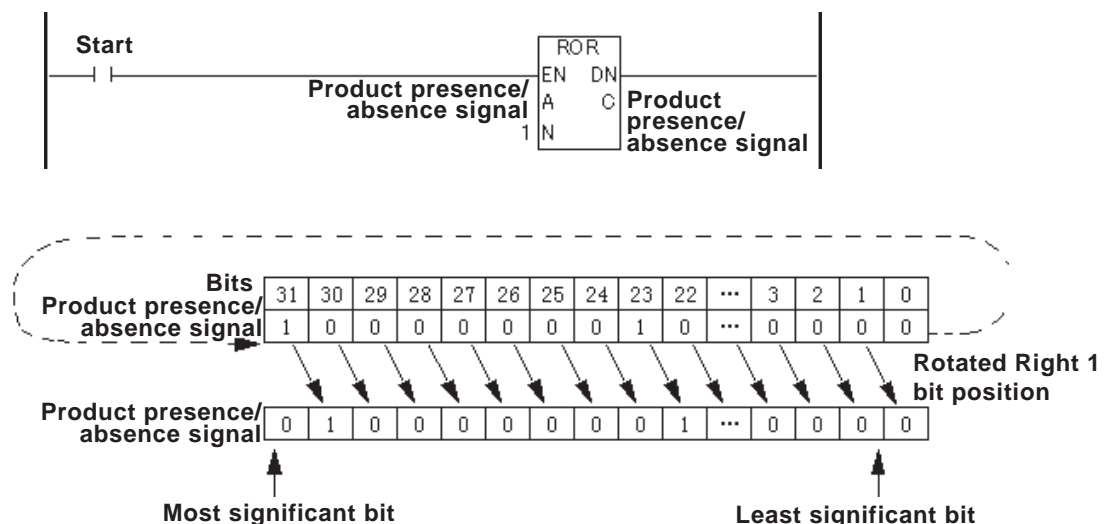 Start
ROR
EN DN
Product presence/
absence signal
A C
Product
presence/
absence signal
1 N
Bits
31 30 29 28 27 26 25 24 23 22 ... 3 2 1 0
Product presence/
absence signal
1 0 0 0 0 0 0 0 1 0 ... 0 0 0 0
Rotated Right 1
bit position
Product presence/
absence signal
0 1 0 0 0 0 0 0 0 1 ... 0 0 0 0
Most significant bit
Least significant bit